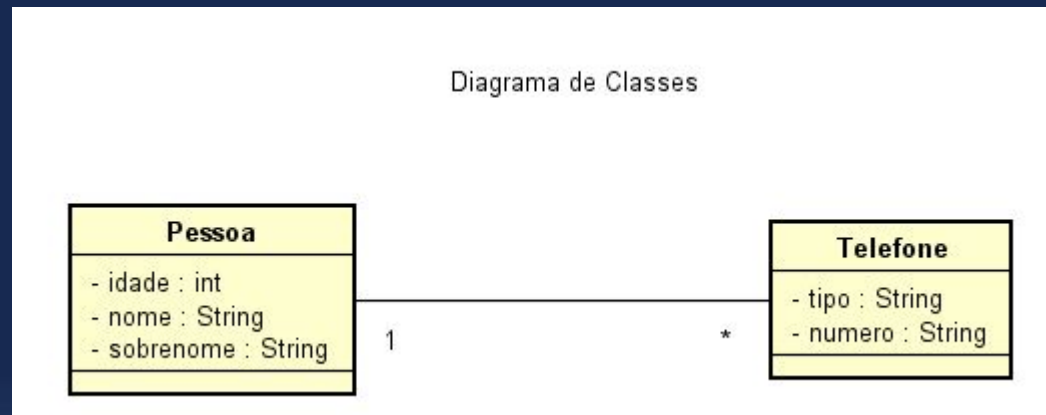 Diagrama de Classes
Pessoa
- idade : int
- nome : String
- sobrenome : String
1
*
Telefone
- tipo : String
- numero : String